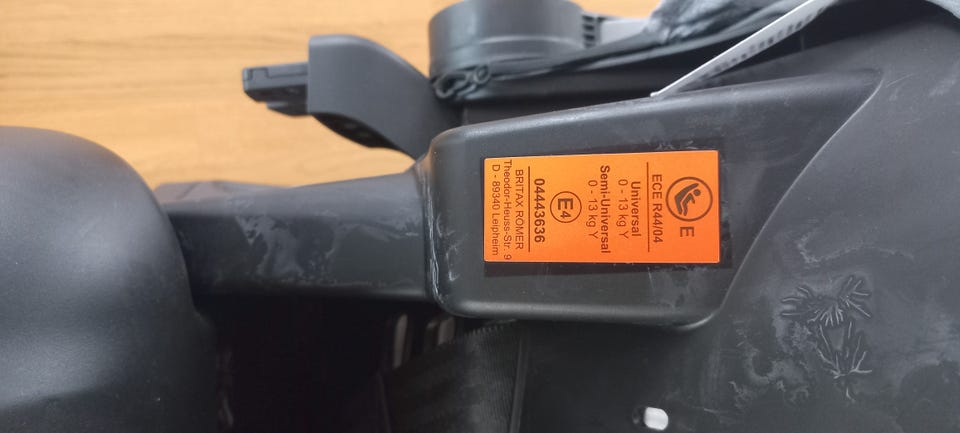 E
ECE R44/04
Universal
0 - 13 kg Y
Semi-Universal
0 - 13 kg Y
E4
04443636
BRITAX RÖMER
Theodor-Heuss-Str. 9
D - 89340 Leipheim